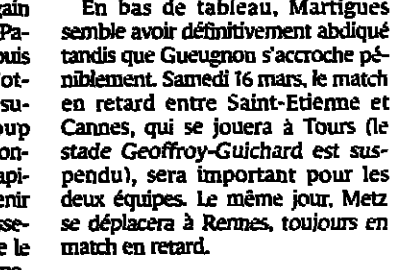 En bas de tableau, Martigues
semble avoir définitivement abdiqué
tandis que Gueugnon s'accroche pé-
niblement. Samedi 16 mars, le match
en retard entre Saint-Etienne et
Cannes, qui se jouera à Tours (le
stade Geoffroy-Guichard est sus-
pendu), sera important pour les
deux équipes. Le même jour, Metz
se déplacera à Rennes, toujours en
match en retard.